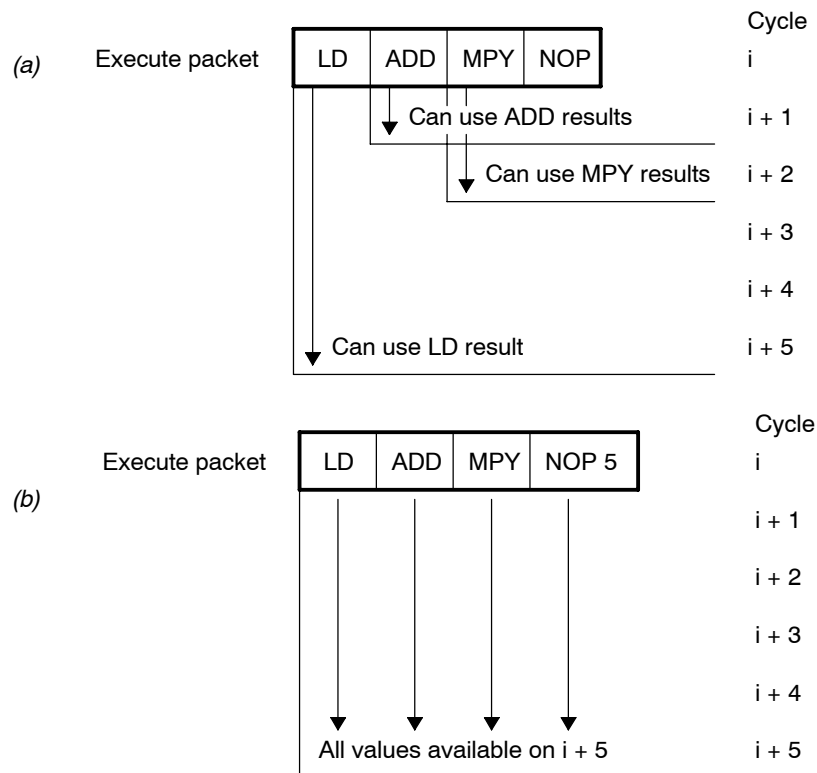 Cycle
(a) Execute packet LD ADD MPY NOP i
Can use ADD results i + 1
Can use MPY results i + 2
i + 3
i + 4
Can use LD result i + 5
Cycle
Execute packet LD ADD MPY NOP 5 i
(b)
i + 1
i + 2
i + 3
i + 4
All values available on i + 5 i + 5